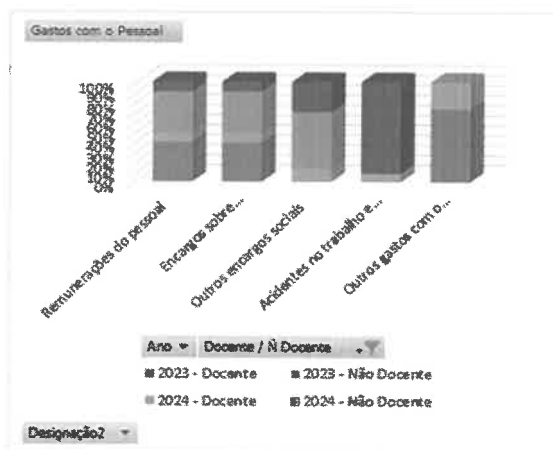 Gastos com o Pessoal
100%
90%
80%
70%
60%
50%
40%
30%
20%
10%
0%
Remunerações do pessoal
Encargos sobre...
Outros encargos sociais
Acidentes no trabalho e...
Outros gastos com o...
Ano Docente / Ñ Docente
2023 - Docente 2023 - Não Docente
2024 - Docente 2024 - Não Docente
Designação2